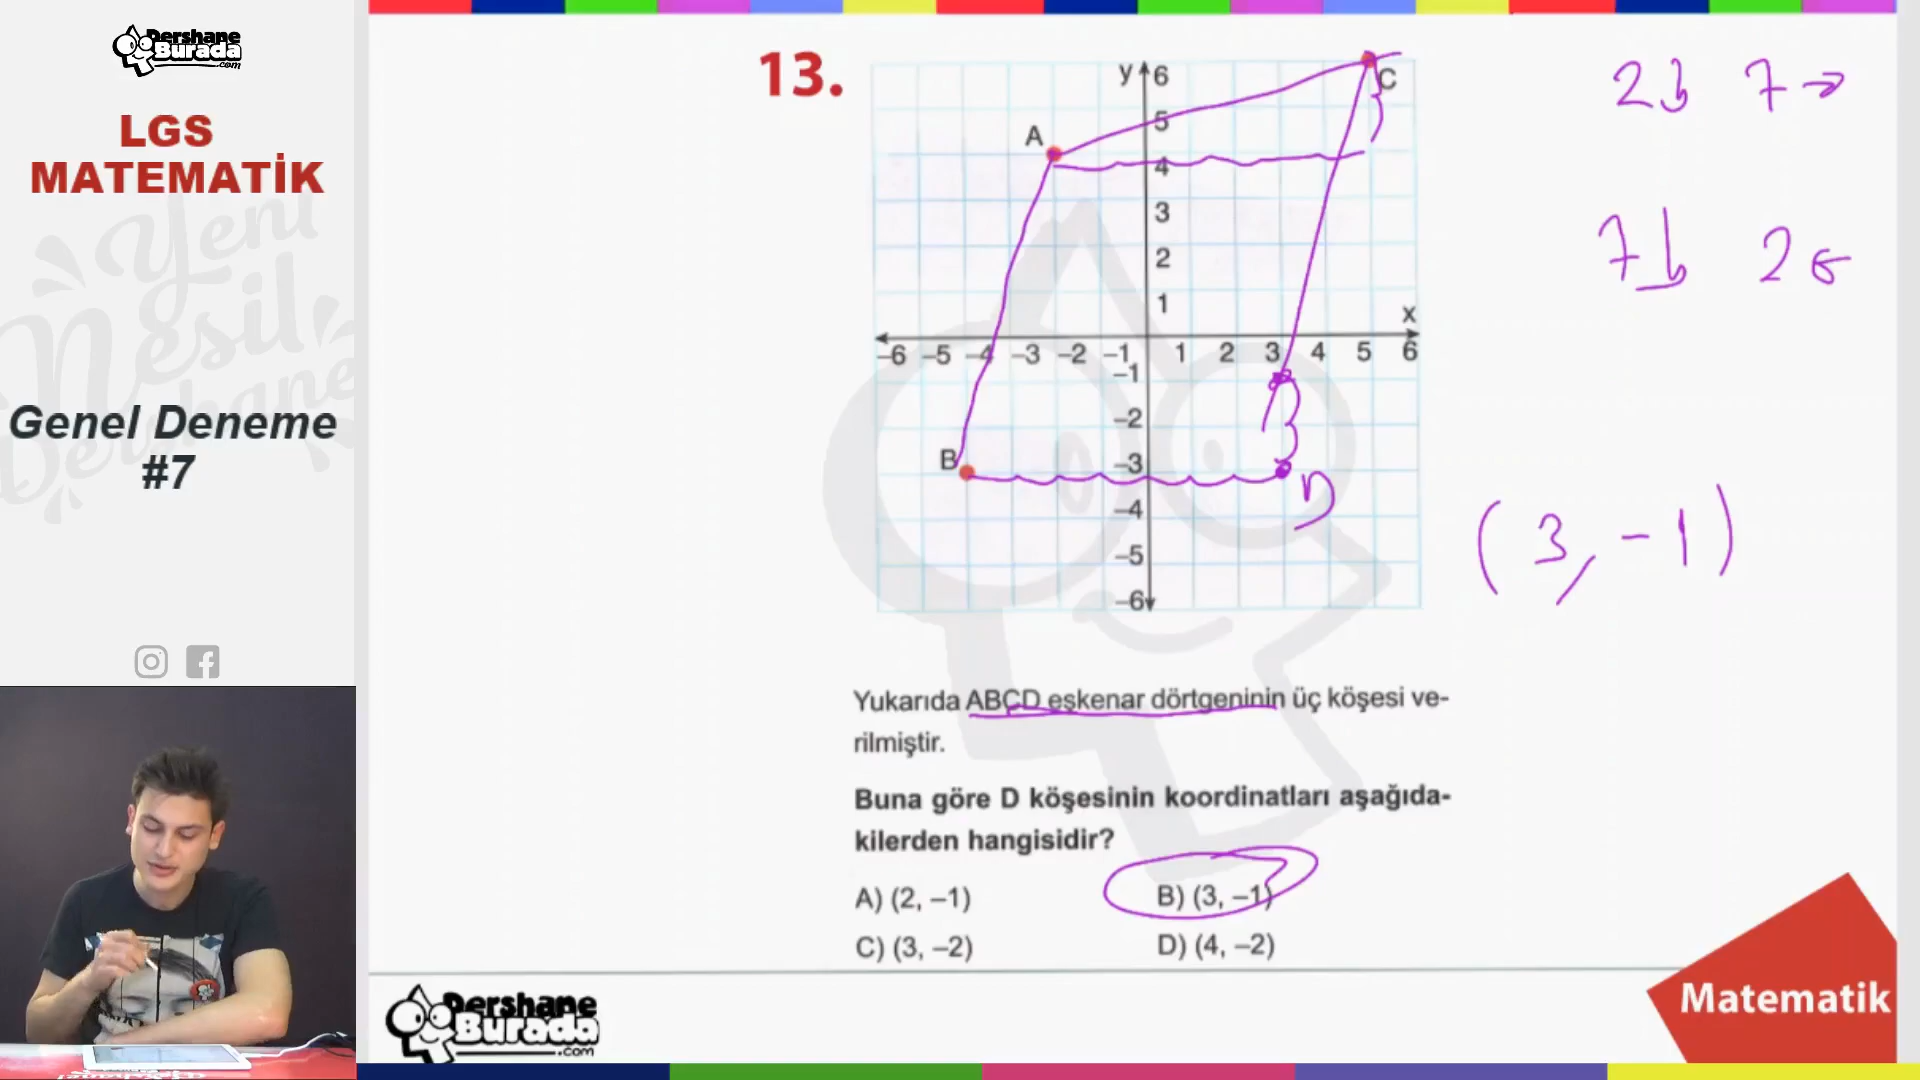 Dershane
Burada
.com
LGS
MATEMATİK
Yeni
Nesil
Dershane
Genel Deneme
#7
13.
y 6
C
5
A
4
3
2
1
x
-6 -5 -4 -3 -2 -1 1 2 3 4 5 6
-1
-2
B
-3
D
-4
-5
-6
2 7
7 2
(3, -1)
Yukarıda ABCD eşkenar dörtgeninin üç köşesi ve-
rilmiştir.
Buna göre D köşesinin koordinatları aşağıda-
kilerden hangisidir?
A) (2, –1) B) (3, –1)
C) (3, –2) D) (4, –2)
Matematik
Dershane
Burada
.com